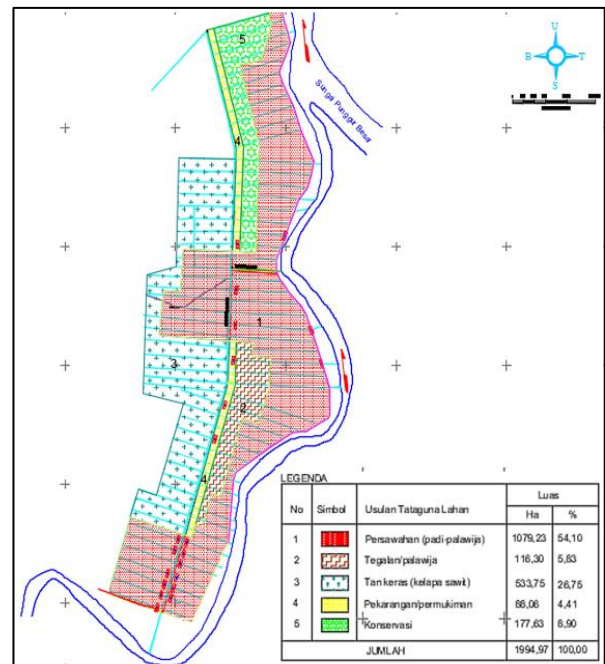 U
B T
S
5
Sunga Punggur Besar
4
1
3
2
4
LEGENDA
No Simbol Usulan Tataguna Lahan Luas
Ha %
1 Persawahan (padi-palawija) 1079,23 54,10
2 Tegalan/palawija 116,30 5,83
3 Tan keras (kelapa sawit) 533,75 26,75
4 Pekarangan/permukiman 88,06 4,41
5 Konservasi 177,63 8,90
JUMLAH 1994,97 100,00